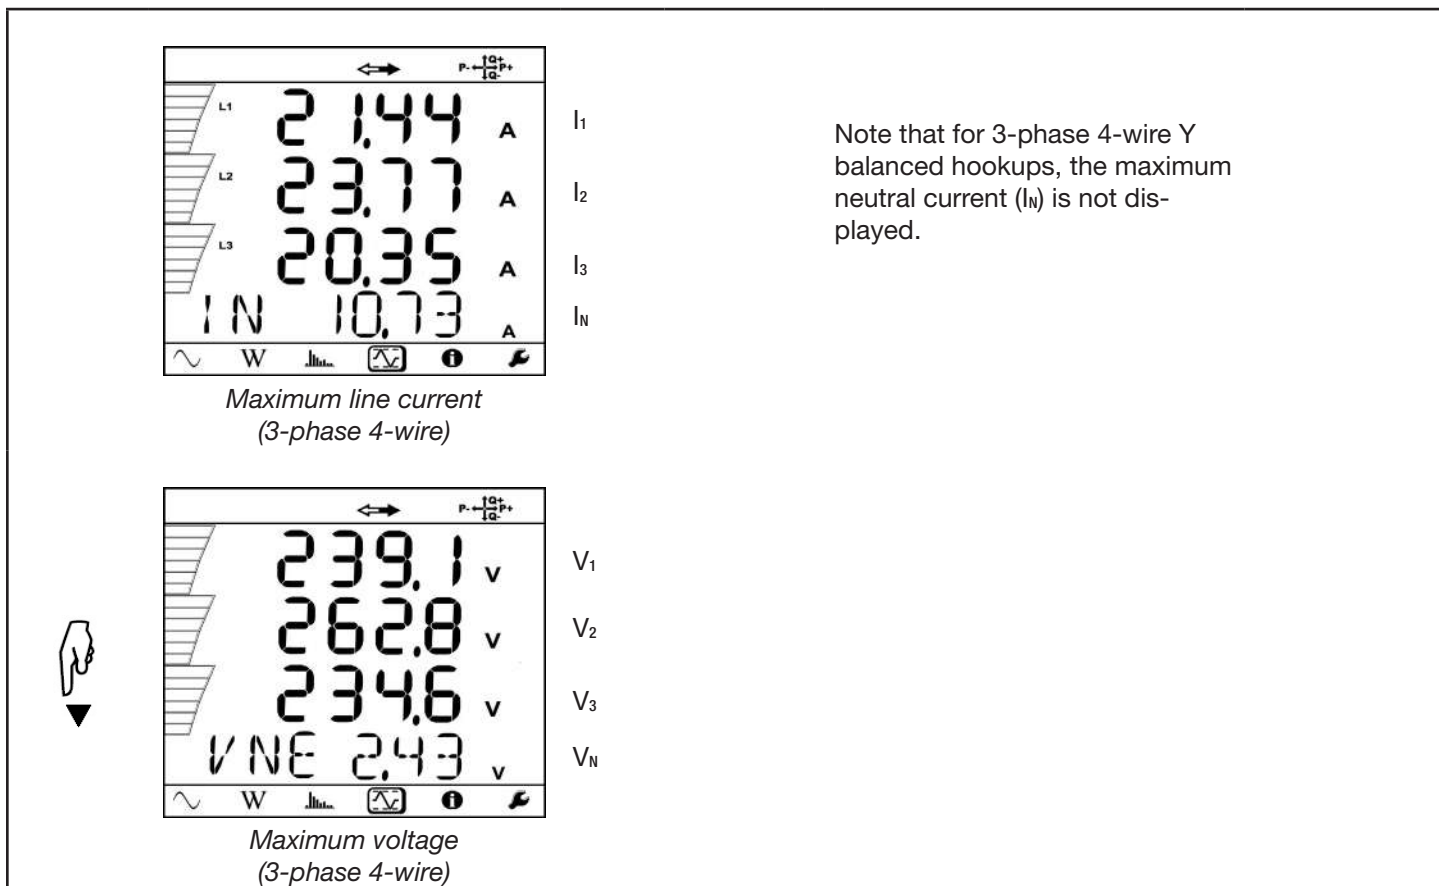 P- Q+ P+ Q-
L1 21.44 A I1
L2 23.77 A I2
L3 20.35 A I3
IN 10.73 A IN
W
Maximum line current
(3-phase 4-wire)
Note that for 3-phase 4-wire Y
balanced hookups, the maximum
neutral current (IN) is not dis-
played.
P- Q+ P+ Q-
239.1 V V1
262.8 V V2
234.6 V V3
VNE 2.43 V VN
W
Maximum voltage
(3-phase 4-wire)